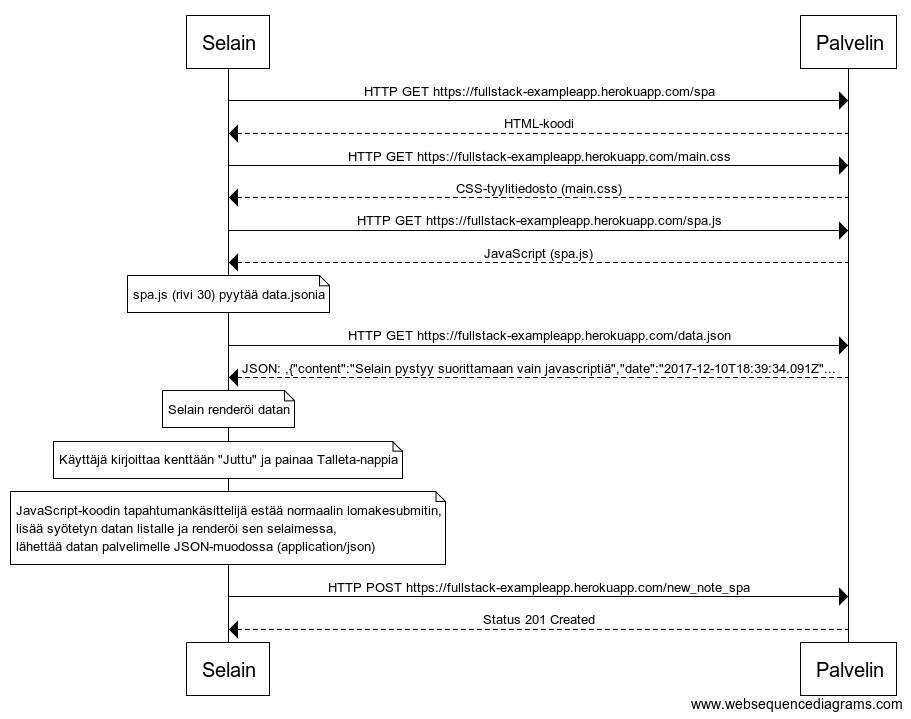 Selain
Palvelin
HTTP GET https://fullstack-exampleapp.herokuapp.com/spa
HTML-koodi
HTTP GET https://fullstack-exampleapp.herokuapp.com/main.css
CSS-tyylitiedosto (main.css)
HTTP GET https://fullstack-exampleapp.herokuapp.com/spa.js
JavaScript (spa.js)
spa.js (rivi 30) pyytää data.jsonia
HTTP GET https://fullstack-exampleapp.herokuapp.com/data.json
JSON: ,{"content":"Selain pystyy suorittamaan vain javascriptiä","date":"2017-12-10T18:39:34.091Z"...
Selain renderöi datan
Käyttäjä kirjoittaa kenttään "Juttu" ja painaa Talleta-nappia
JavaScript-koodin tapahtumankäsittelijä estää normaalin lomakesubmitin,
lisää syötetyn datan listalle ja renderöi sen selaimessa,
lähettää datan palvelimelle JSON-muodossa (application/json)
HTTP POST https://fullstack-exampleapp.herokuapp.com/new_note_spa
Status 201 Created
Selain
Palvelin
www.websequencediagrams.com